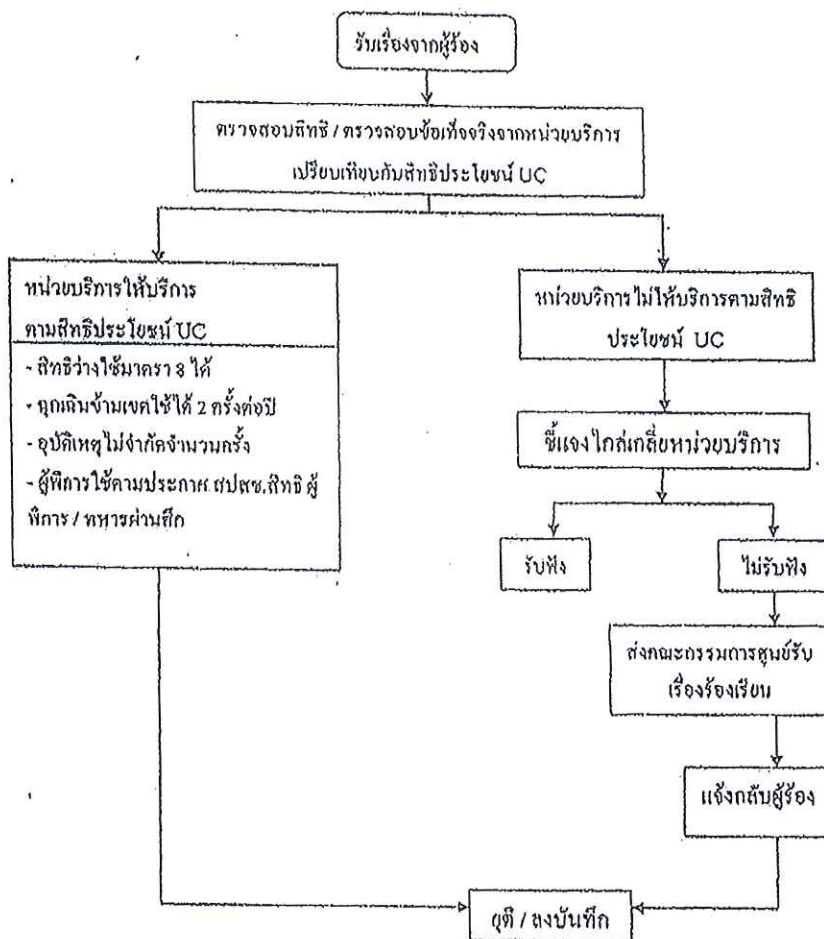 รับเรื่องจากผู้ร้อง
ตรวจสอบสิทธิ / ตรวจสอบข้อเท็จจริงจากหน่วยบริการ
เปรียบเทียบกับสิทธิประโยชน์ UC
หน่วยบริการให้บริการ
ตามสิทธิประโยชน์ UC
- สิทธิว่างใช้มาตรา 8 ได้
- ฉุกเฉินข้ามเขตใช้ได้ 2 ครั้งต่อปี
- อุบัติเหตุไม่จำกัดจำนวนครั้ง
- ผู้พิการใช้ตามประกาศ สปสช.สิทธิ ผู้
พิการ / ทหารผ่านศึก
หน่วยบริการไม่ให้บริการตามสิทธิ
ประโยชน์ UC
ชี้แจงไกล่เกลี่ยหน่วยบริการ
รับฟัง
ไม่รับฟัง
ส่งคณะกรรมการศูนย์รับ
เรื่องร้องเรียน
แจ้งกลับผู้ร้อง
ยุติ / ลงบันทึก